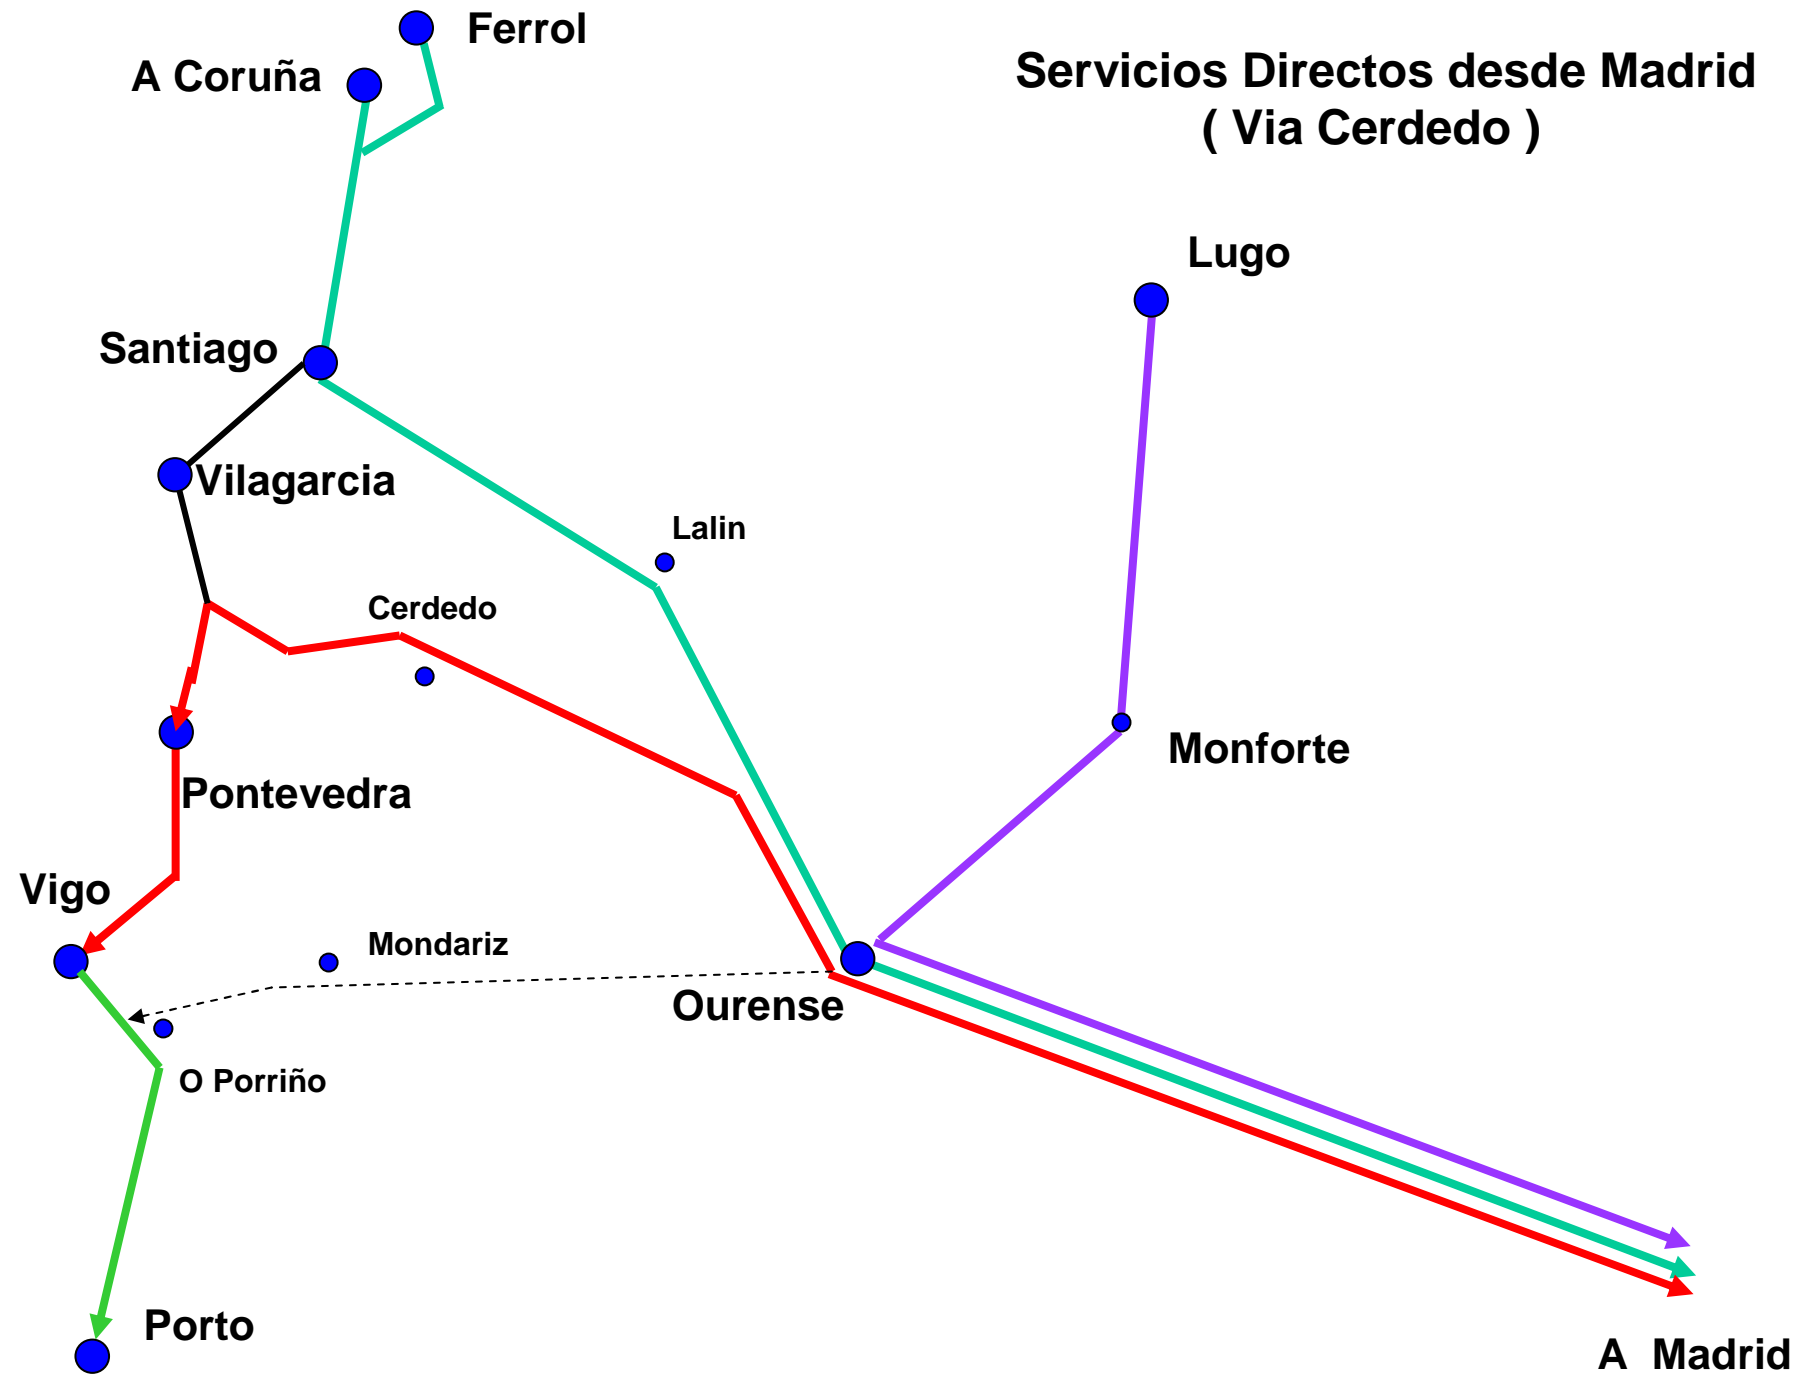 Ferrol
A Coruña
Servicios Directos desde Madrid
( Via Cerdedo )
Lugo
Santiago
Vilagarcia
Lalin
Cerdedo
Monforte
Pontevedra
Vigo
Mondariz
Ourense
O Porriño
Porto
A  Madrid